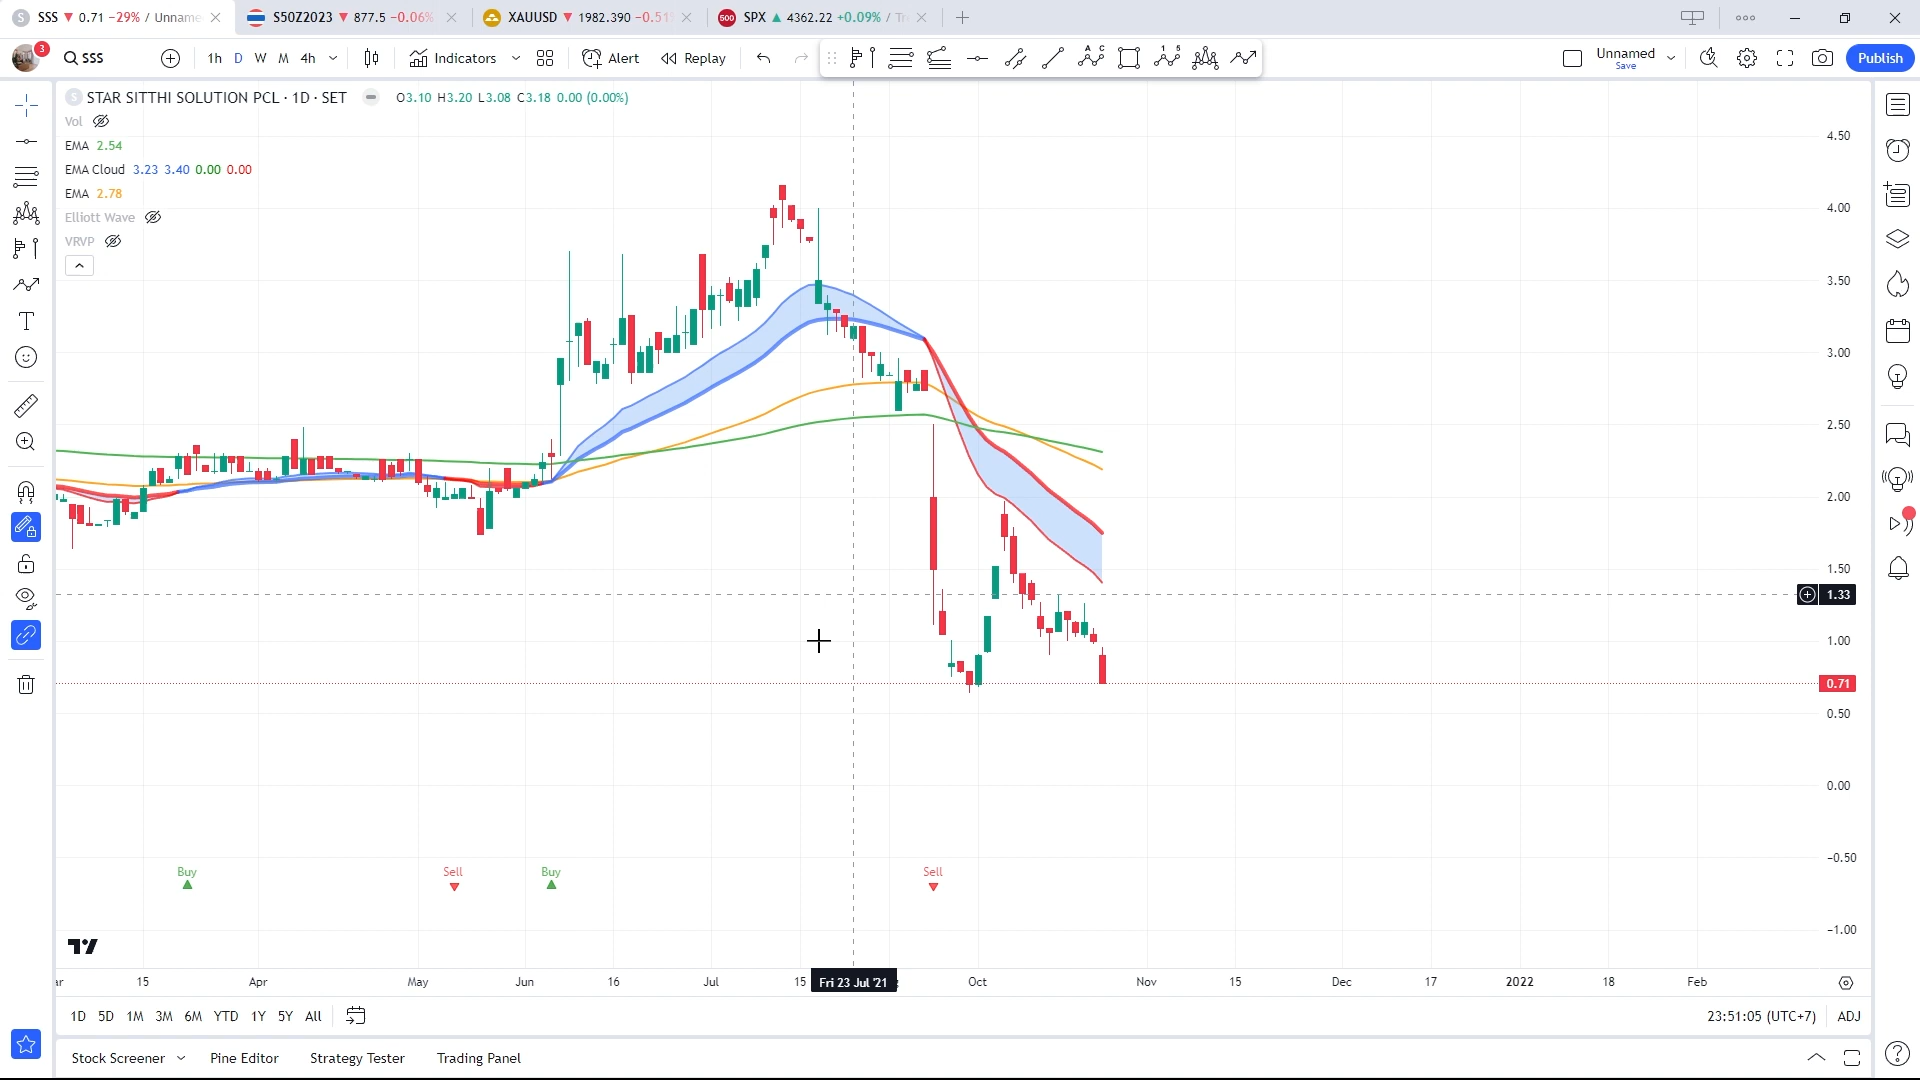 SSS 0.71 −29% / Unname
S50Z2023 877.5 −0.06%
XAUUSD 1982.390 −0.51
500 SPX 4362.22 +0.09% /
3
SSS
1h D W M 4h
Indicators
Alert
Replay
Unnamed
Save
Publish
S STAR SITTHI SOLUTION PCL · 1D · SET O3.10 H3.20 L3.08 C3.18 0.00 (0.00%)
Vol
EMA 2.54
EMA Cloud 3.23 3.40 0.00 0.00
EMA 2.78
Elliott Wave
VRVP
4.50
4.00
3.50
3.00
2.50
2.00
1.50
1.33
1.00
0.71
0.50
0.00
−0.50
−1.00
Buy Sell Buy Sell
15 Apr May Jun 16 Jul 15 Fri 23 Jul '21 Oct Nov 15 Dec 17 2022 18 Feb
1D 5D 1M 3M 6M YTD 1Y 5Y All
23:51:05 (UTC+7) ADJ
Stock Screener Pine Editor Strategy Tester Trading Panel